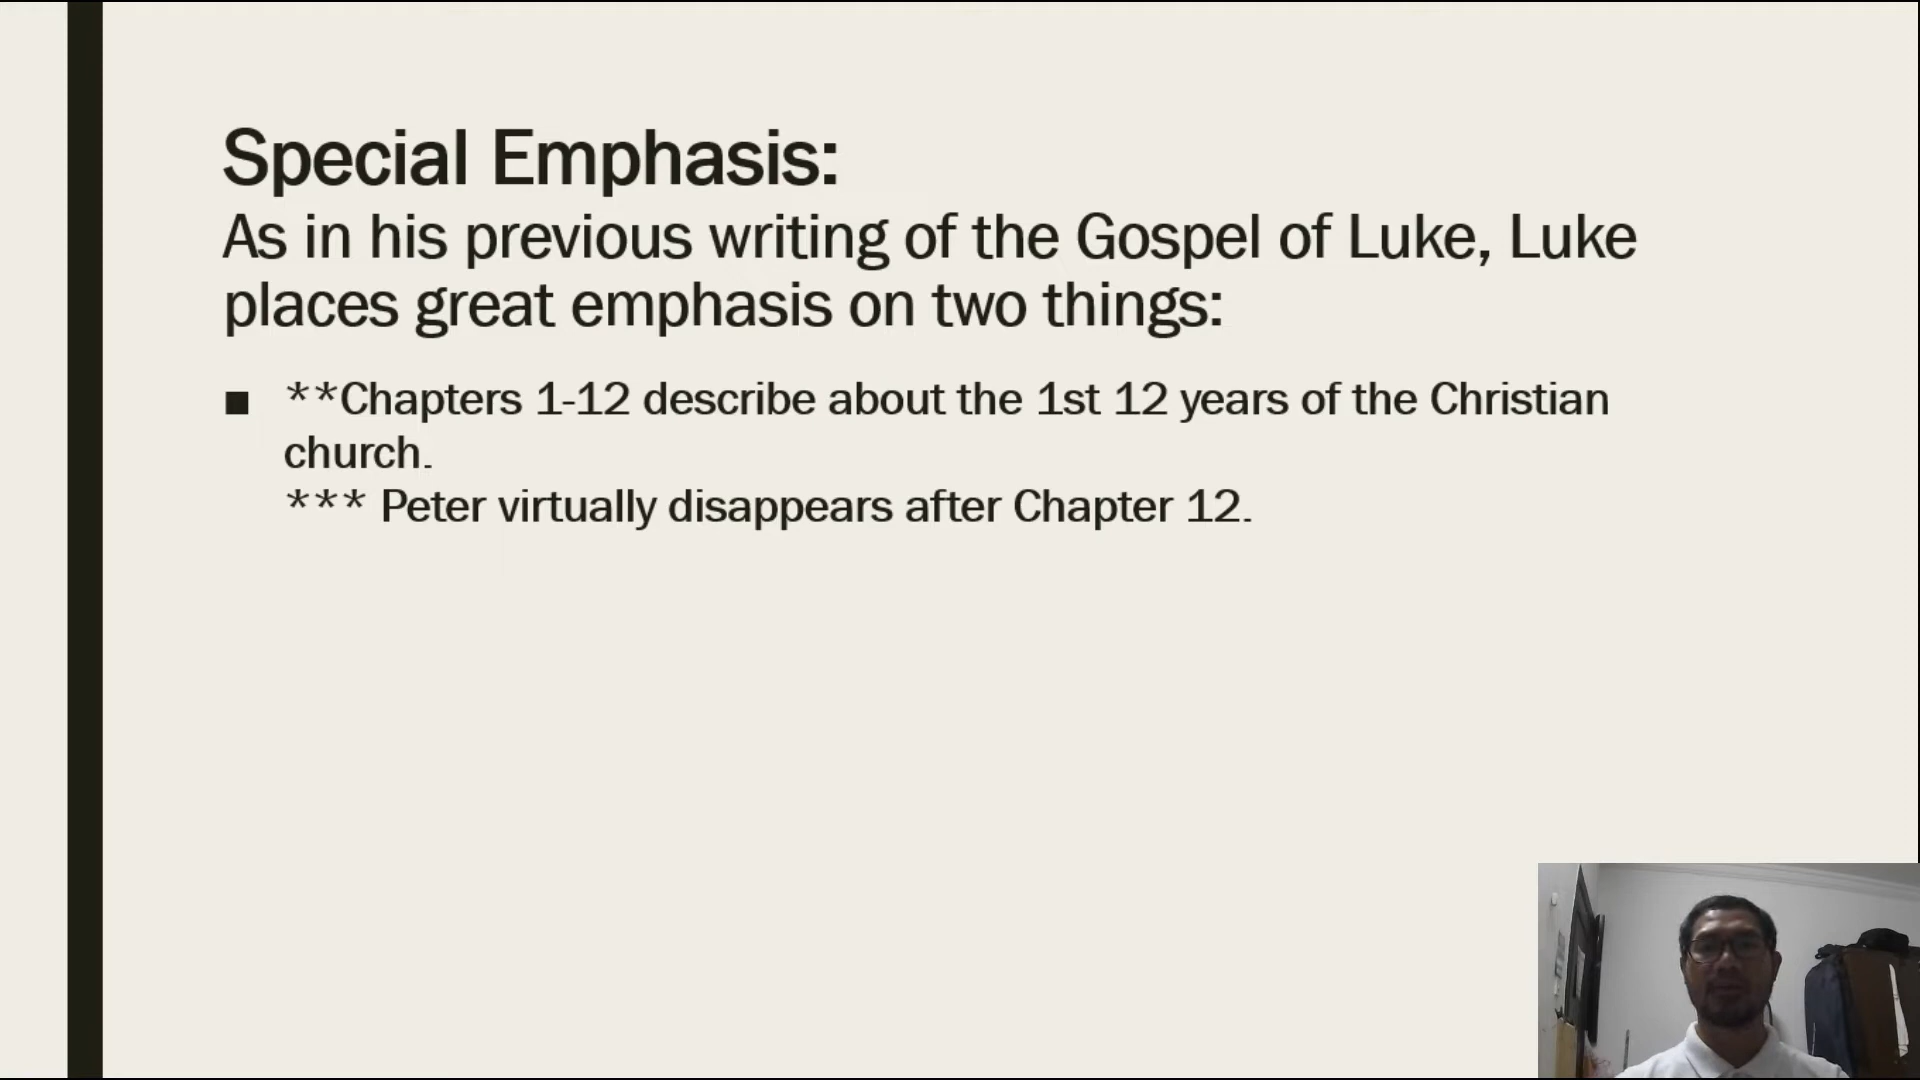 Special Emphasis:
As in his previous writing of the Gospel of Luke, Luke
places great emphasis on two things:
**Chapters 1-12 describe about the 1st 12 years of the Christian
church.
*** Peter virtually disappears after Chapter 12.